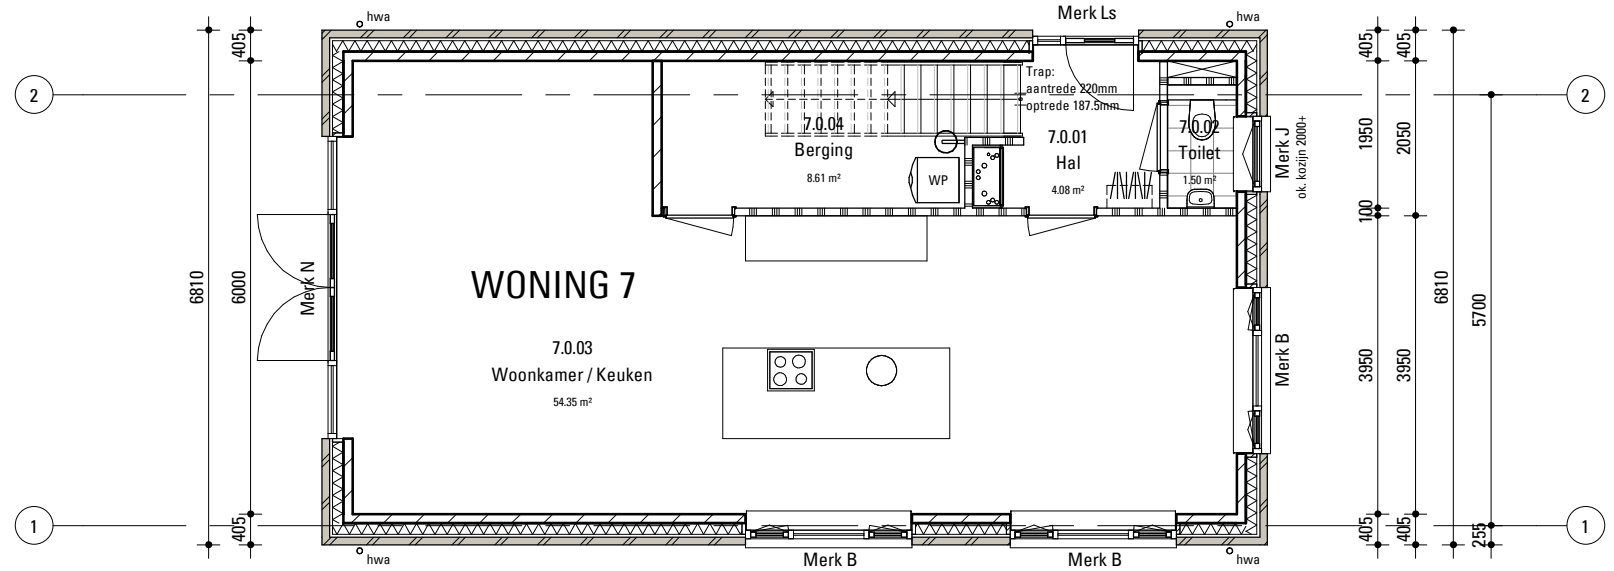 hwa
Merk Ls
hwa
405
405
405
2
2
Trap:
aantrede 220mm
optrede 187.5mm
7.0.04
Berging
8.61 m²
WP
7.0.01
Hal
4.08 m²
7.0.02
Toilet
1.50 m²
Merk J
ok. kozijn 2000+
1950
2050
100
6810
6000
Merk N
WONING 7
7.0.03
Woonkamer / Keuken
54.35 m²
Merk B
3950
3950
6810
5700
1
1
405
405
405
255
hwa
Merk B
Merk B
hwa